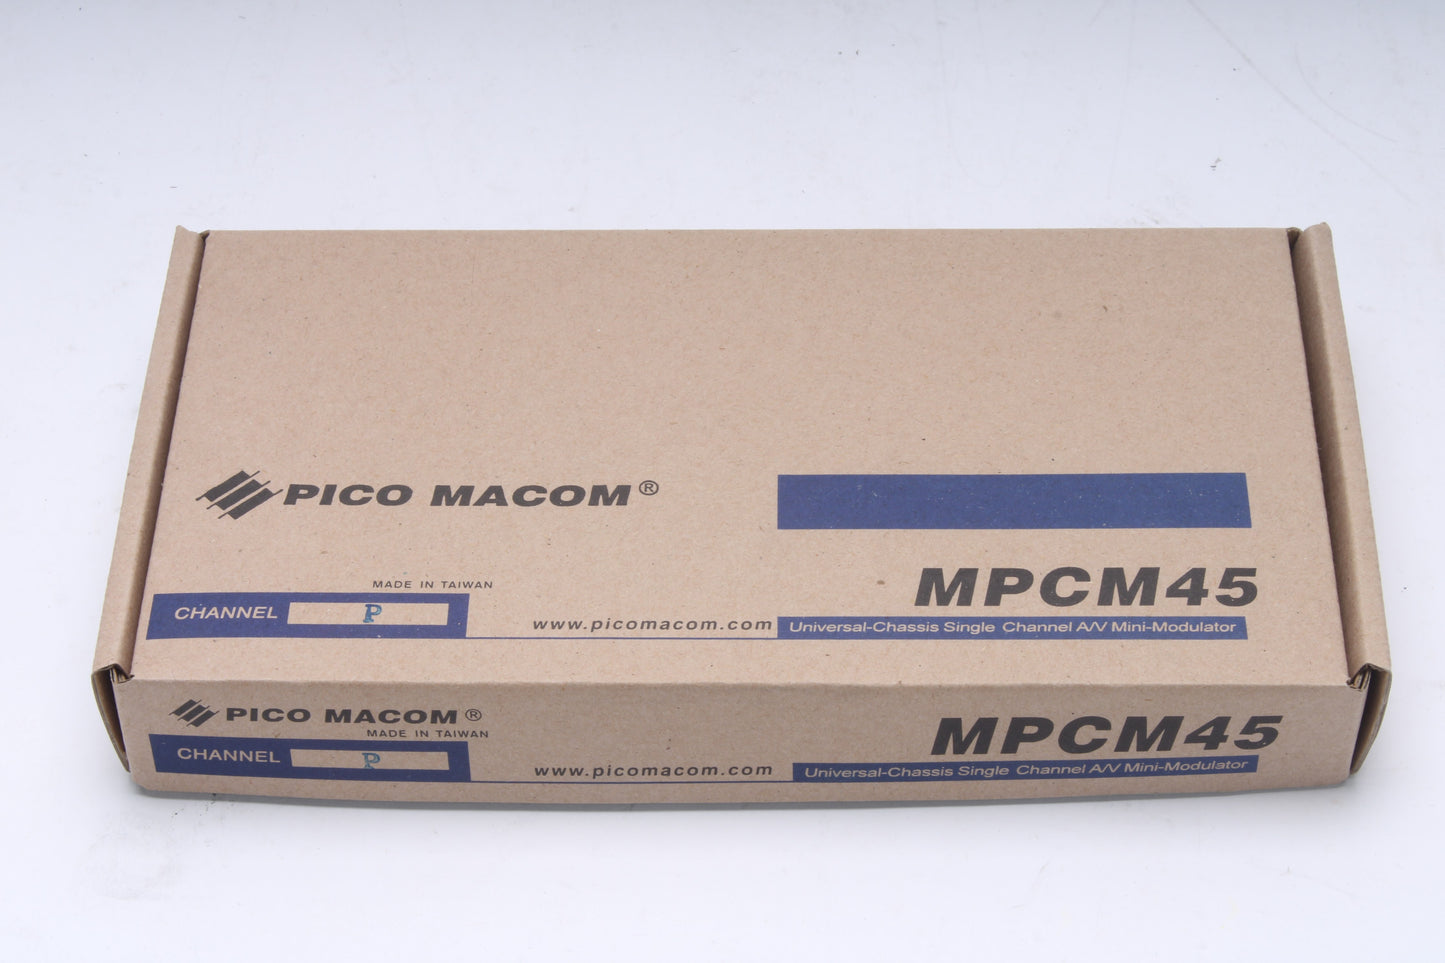 PICO MACOM®
MADE IN TAIWAN
CHANNEL P
www.picomacom.com
MPCM45
Universal-Chassis Single Channel A/V Mini-Modulator
PICO MACOM®
MADE IN TAIWAN
CHANNEL P
www.picomacom.com
MPCM45
Universal-Chassis Single Channel A/V Mini-Modulator